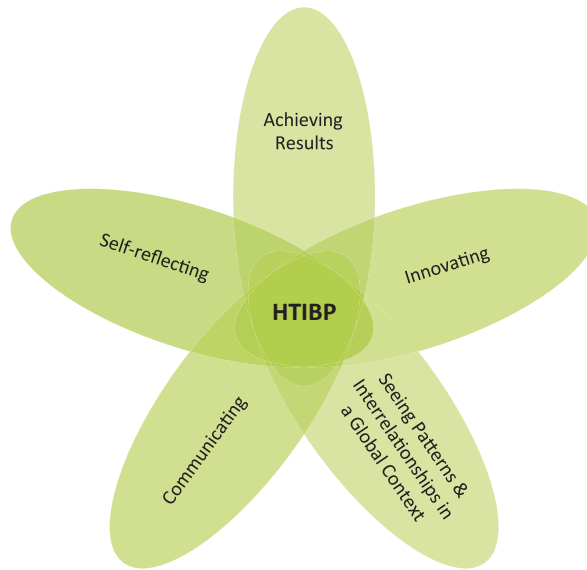 Achieving
Results
Self-reflecting
Innovating
HTIBP
Communicating
Seeing Patterns &
Interrelationships in
a Global Context